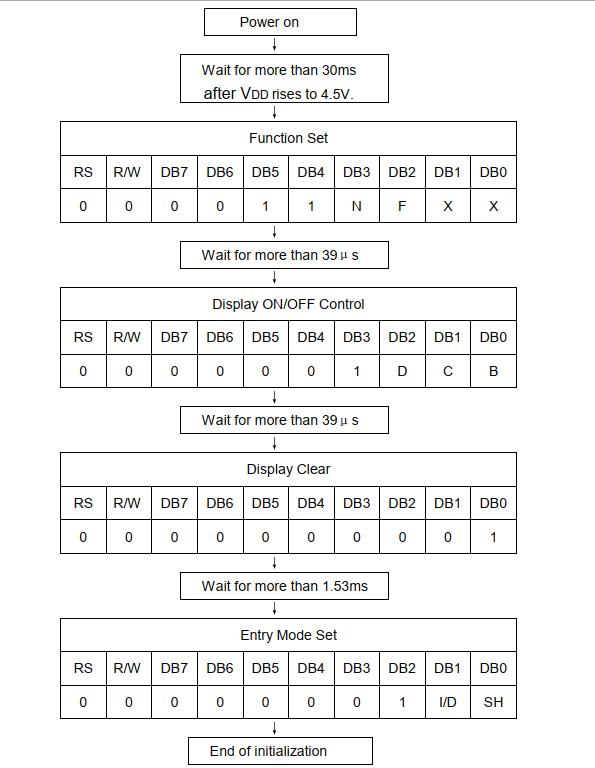 Power on
Wait for more than 30ms
after VDD rises to 4.5V.
Function Set
RS R/W DB7 DB6 DB5 DB4 DB3 DB2 DB1 DB0
0 0 0 0 1 1 N F X X
Wait for more than 39μs
Display ON/OFF Control
RS R/W DB7 DB6 DB5 DB4 DB3 DB2 DB1 DB0
0 0 0 0 0 0 1 D C B
Wait for more than 39μs
Display Clear
RS R/W DB7 DB6 DB5 DB4 DB3 DB2 DB1 DB0
0 0 0 0 0 0 0 0 0 1
Wait for more than 1.53ms
Entry Mode Set
RS R/W DB7 DB6 DB5 DB4 DB3 DB2 DB1 DB0
0 0 0 0 0 0 0 1 I/D SH
End of initialization